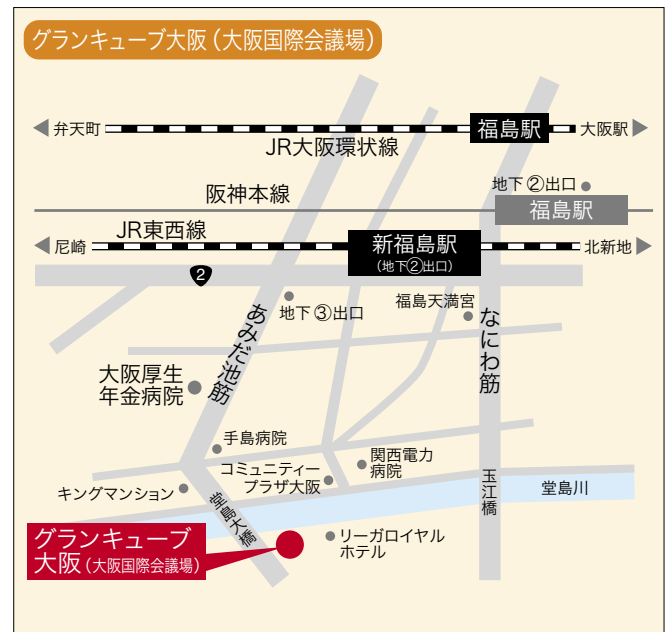 グランキューブ大阪(大阪国際会議場)
弁天町
福島駅
大阪駅
JR大阪環状線
地下②出口
阪神本線
福島駅
JR東西線
尼崎
新福島駅
(地下②出口)
北新地
2
地下③出口
福島天満宮
あみだ池筋
なにわ筋
大阪厚生
年金病院
手島病院
関西電力
病院
コミュニティー
プラザ大阪
キングマンション
堂島大橋
玉江橋
堂島川
グランキューブ
大阪(大阪国際会議場)
リーガロイヤル
ホテル